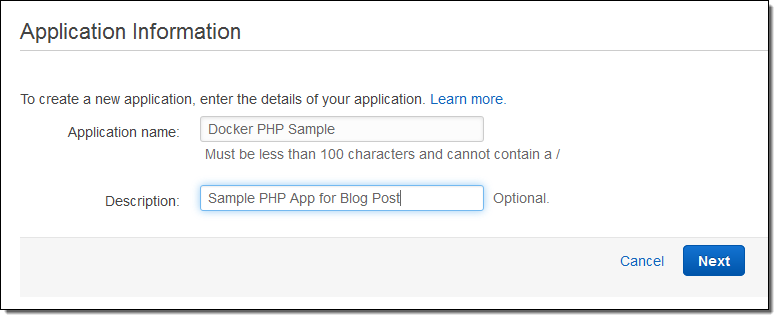 Application Information
To create a new application, enter the details of your application. Learn more.
Application name: Docker PHP Sample
Must be less than 100 characters and cannot contain a /
Description: Sample PHP App for Blog Post Optional.
Cancel Next